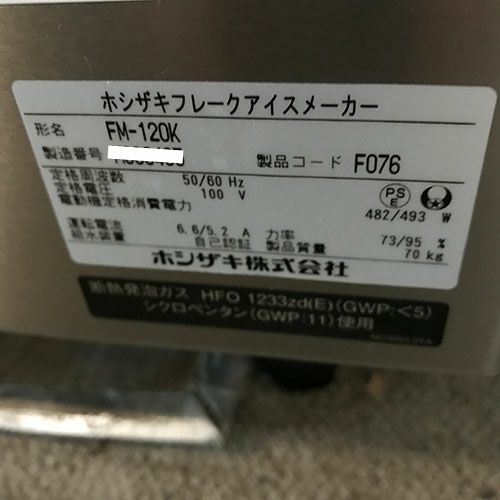 ホシザキフレークアイスメーカー
形名 FM-120K
製造番号
製品コード F076
定格周波数 50/60 Hz
定格電圧 100 V
電動機定格消費電力 482/493 W
PS E
運転電流 6.6/5.2 A 力率 73/95 %
給水装置 自己認証 製品質量 70 kg
ホシザキ株式会社
断熱発泡ガス HFO 1233zd(E)(GWP:<5)
シクロペンタン(GWP:11)使用